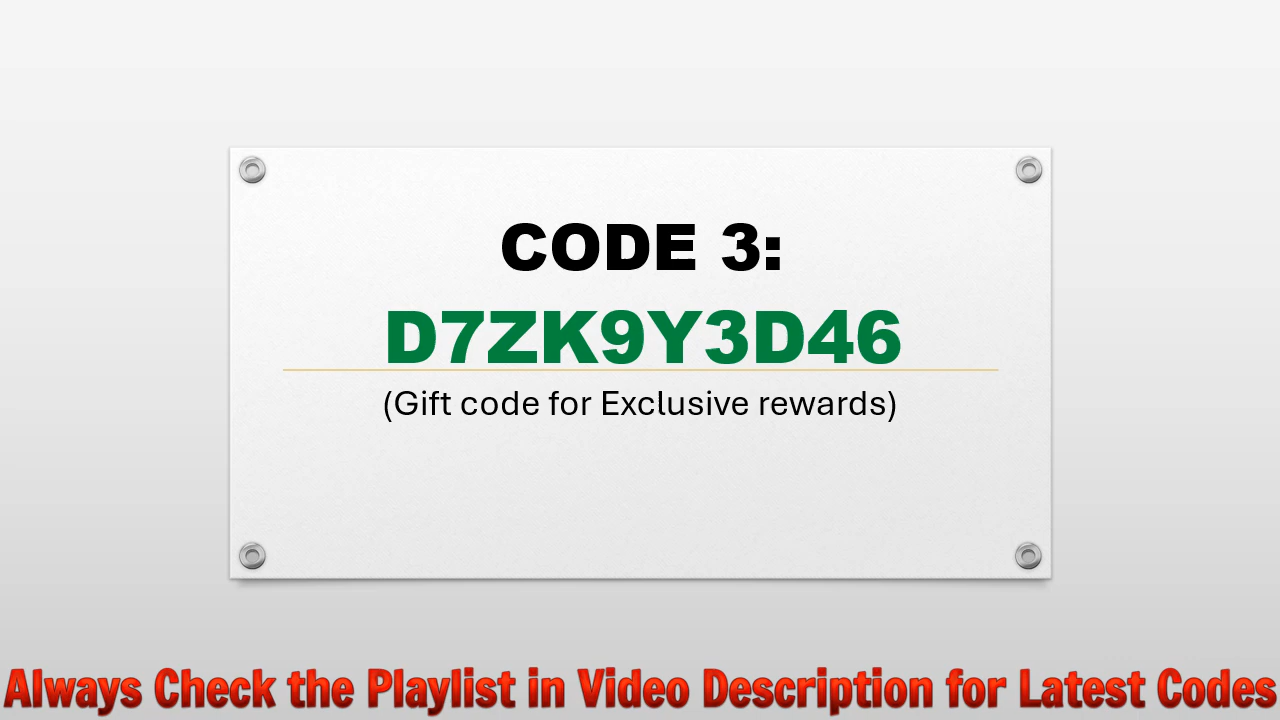 CODE 3:
D7ZK9Y3D46
(Gift code for Exclusive rewards)
Always Check the Playlist in Video Description for Latest Codes